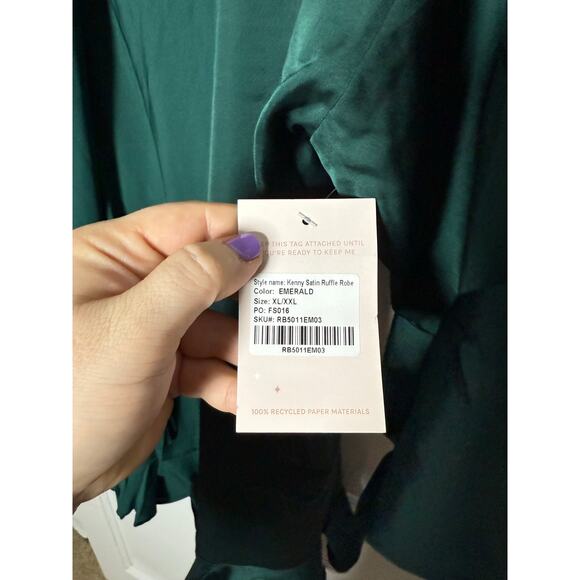 THIS TAG ATTACHED UNTIL
YOU'RE READY TO KEEP ME
Style name: Kenny Satin Ruffle Robe
Color: EMERALD
Size: XL/XXL
PO: FS016
SKU#: RB5011EM03
RB5011EM03
100% RECYCLED PAPER MATERIALS